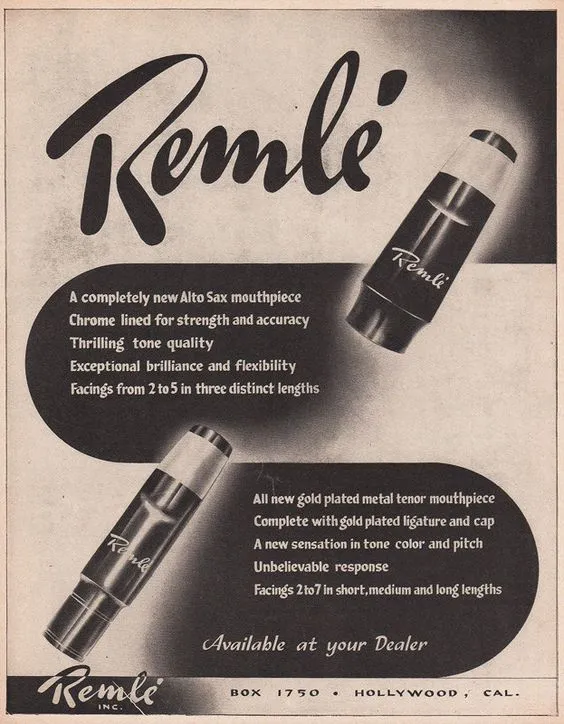 Remlé
Remlé
A completely new Alto Sax mouthpiece
Chrome lined for strength and accuracy
Thrilling tone quality
Exceptional brilliance and flexibility
Facings from 2 to 5 in three distinct lengths
Remlé
All new gold plated metal tenor mouthpiece
Complete with gold plated ligature and cap
A new sensation in tone color and pitch
Unbelievable response
Facings 2 to 7 in short, medium and long lengths
Available at your Dealer
Remlé
INC.
BOX 1750 • HOLLYWOOD, CAL.